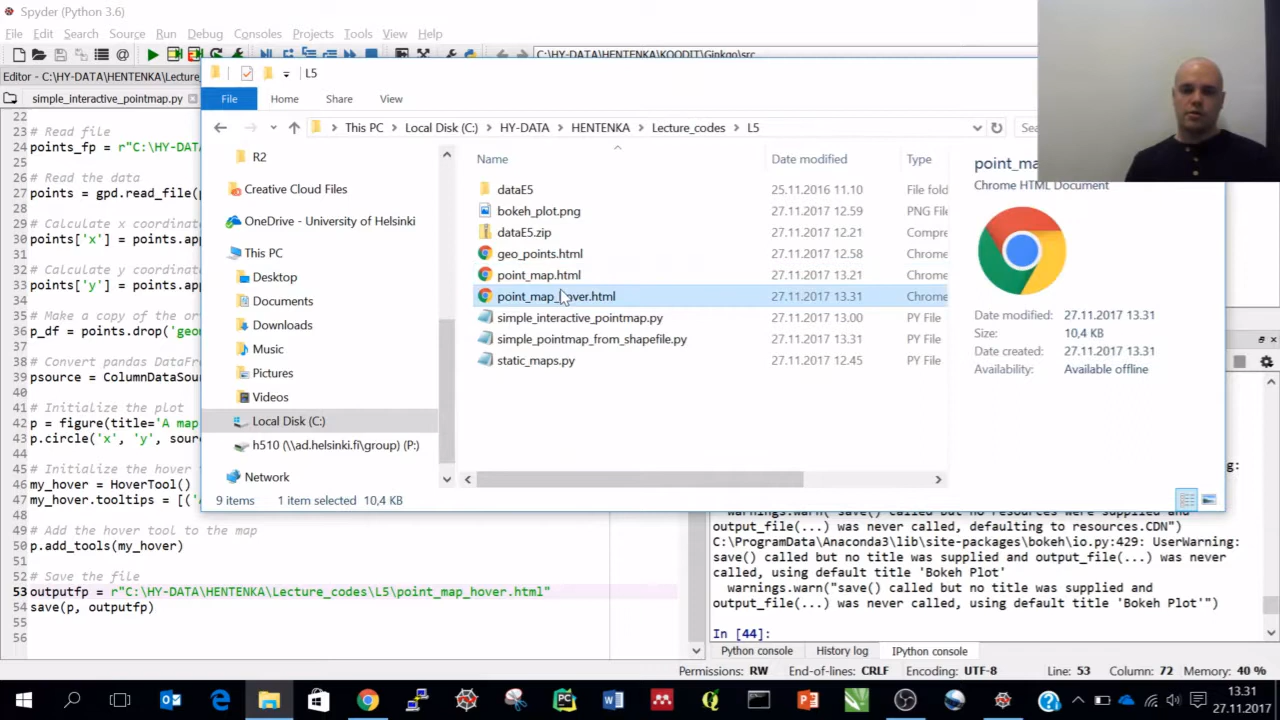 Spyder (Python 3.6)
File Edit Search Source Run Debug Consoles Projects Tools View Help
C:\HY-DATA\HENTENKA\KOODIT\Ginkgo\src
Editor - C:\HY-DATA\HENTENKA\Lecture_
simple_interactive_pointmap.py
22
23 # Read file
24 points_fp = r"C:\HY-DATA
25
26 # Read the data
27 points = gpd.read_file(
28
29 # Calculate x coordinate
30 points['x'] = points.app
31
32 # Calculate y coordinate
33 points['y'] = points.app
34
35 # Make a copy of the or
36 p_df = points.drop('geo
37
38 # Convert pandas DataFr
39 psource = ColumnDataSou
40
41 # Initialize the plot
42 p = figure(title='A map
43 p.circle('x', 'y', sour
44
45 # Initialize the hover
46 my_hover = HoverTool()
47 my_hover.tooltips = [('
48
49 # Add the hover tool to the map
50 p.add_tools(my_hover)
51
52 # Save the file
53 outputfp = r"C:\HY-DATA\HENTENKA\Lecture_codes\L5\point_map_hover.html"
54 save(p, outputfp)
55
56
L5
File Home Share View
This PC Local Disk (C:) HY-DATA HENTENKA Lecture_codes L5
R2
Creative Cloud Files
OneDrive - University of Helsinki
This PC
Desktop
Documents
Downloads
Music
Pictures
Videos
Local Disk (C:)
h510 (\\ad.helsinki.fi\group) (P:)
Network
Name Date modified Type
dataE5 25.11.2016 11.10 File fold
bokeh_plot.png 27.11.2017 12.59 PNG File
dataE5.zip 27.11.2017 12.21 Compre
geo_points.html 27.11.2017 12.58 Chrome
point_map.html 27.11.2017 13.21 Chrome
point_map_hover.html 27.11.2017 13.31 Chrome
simple_interactive_pointmap.py 27.11.2017 13.00 PY File
simple_pointmap_from_shapefile.py 27.11.2017 13.31 PY File
static_maps.py 27.11.2017 12.45 PY File
point_ma
Chrome HTML Document
Date modified: 27.11.2017 13.31
Size: 10,4 KB
Date created: 27.11.2017 13.31
Availability: Available offline
9 items 1 item selected 10,4 KB
warnings.warn("save() called but no resources were supplied and
output_file(...) was never called, defaulting to resources.CDN")
C:\ProgramData\Anaconda3\lib\site-packages\bokeh\io.py:429: UserWarning:
save() called but no title was supplied and output_file(...) was never
called, using default title 'Bokeh Plot'
warnings.warn("save() called but no title was supplied and
output_file(...) was never called, using default title 'Bokeh Plot'")
In [44]:
Python console History log IPython console
Permissions: RW End-of-lines: CRLF Encoding: UTF-8 Line: 53 Column: 72 Memory: 40 %
13.31
27.11.2017